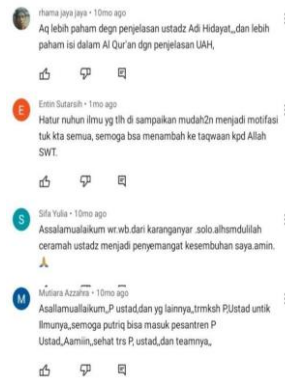 rhama jaya jaya • 10mo ago
Aq lebih paham degn penjelasan ustadz Adi Hidayat,,,dan lebih
paham isi dalam Al Qur'an dgn penjelasan UAH,
E
Entin Sutarsih • 1mo ago
Hatur nuhun ilmu yg tlh di sampaikan mudah2n menjadi motifasi
tuk kta semua, semoga bsa menambah ke taqwaan kpd Allah
SWT.
S
Sifa Yulia • 10mo ago
Assalamualaikum wr.wb.dari karanganyar .solo.alhsmdulilah
ceramah ustadz menjadi penyemangat kesembuhan saya.amin.
🙏
M
Mutiara Azzahra • 10mo ago
Asallamuallaikum,,P ustad,dan yg lainnya,,trmksh P,Ustad untik
Ilmunya,,semoga putriq bisa masuk pesantren P
Ustad,,Aamiin,,sehat trs P, ustad,,dan teamnya,,